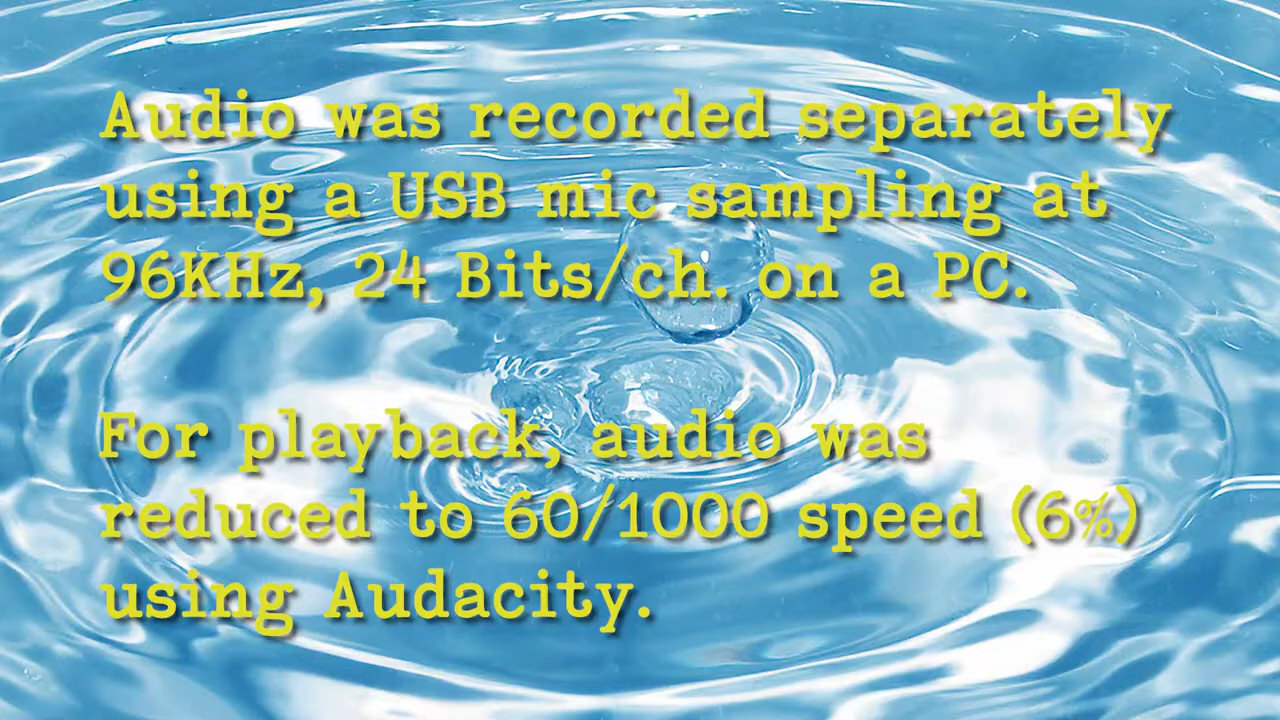 Audio was recorded separately
using a USB mic sampling at
96KHz, 24 Bits/ch. on a PC.
For playback, audio was
reduced to 60/1000 speed (6%)
using Audacity.